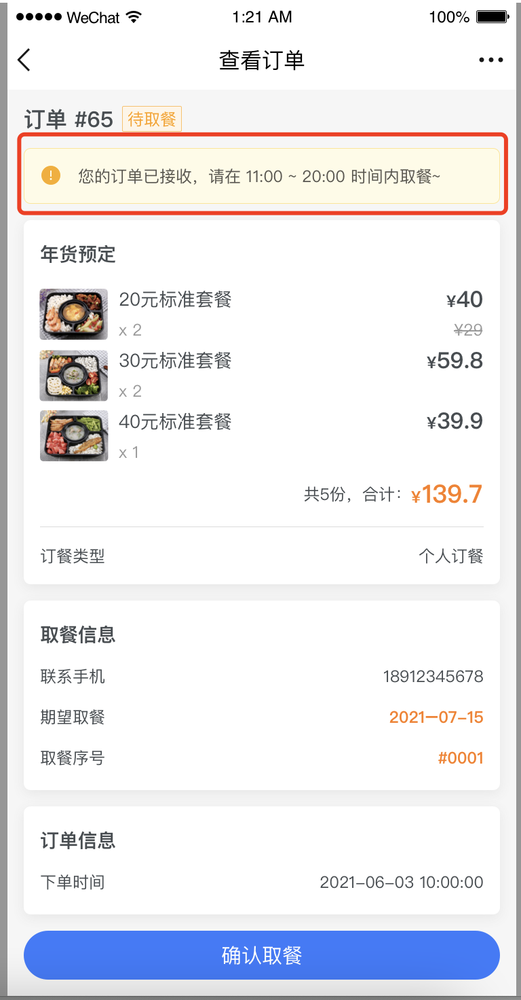 ●●●●● WeChat 1:21 AM 100%
查看订单
订单 #65 待取餐
! 您的订单已接收，请在 11:00 ~ 20:00 时间内取餐~
年货预定
20元标准套餐 ¥40
x 2 ¥29
30元标准套餐 ¥59.8
x 2
40元标准套餐 ¥39.9
x 1
共5份，合计：¥139.7
订餐类型 个人订餐
取餐信息
联系手机 18912345678
期望取餐 2021—07–15
取餐序号 #0001
订单信息
下单时间 2021–06–03 10:00:00
确认取餐